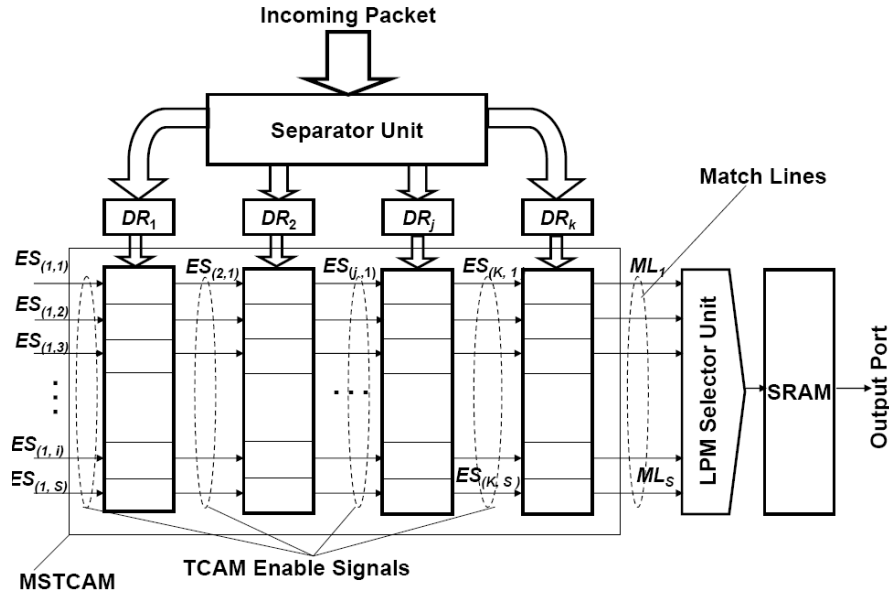 Incoming Packet
Separator Unit
Match Lines
DR1 DR2 DRj DRk
ES(1,1) ES(2,1) ES(j,1) ES(K, 1 ML1
ES(1,2)
ES(1,3)
LPM Selector Unit
SRAM
Output Port
ES(1, i)
ES(1, S) ES(K, S) MLS
TCAM Enable Signals
MSTCAM